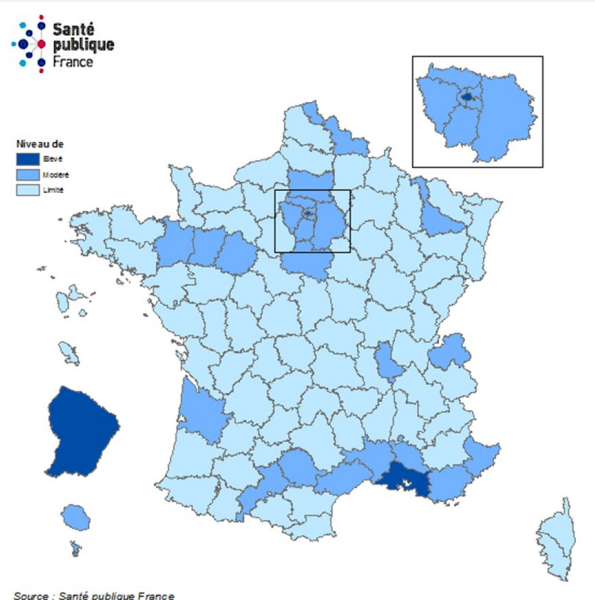 Santé
publique
France
Niveau de
Elevé
Modéré
Limité
Source : Santé publique France